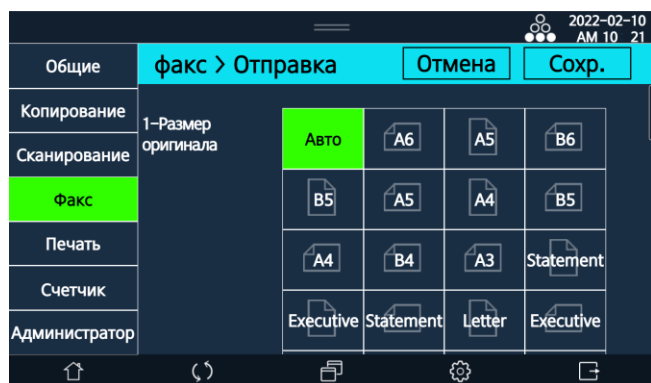 2022-02-10
AM 10 21
Общие
факс > Отправка
Отмена
Сохр.
Копирование
Сканирование
Факс
Печать
Счетчик
Администратор
1-Размер
оригинала
Авто
A6
A5
B6
B5
A5
A4
B5
A4
B4
A3
Statement
Executive
Statement
Letter
Executive